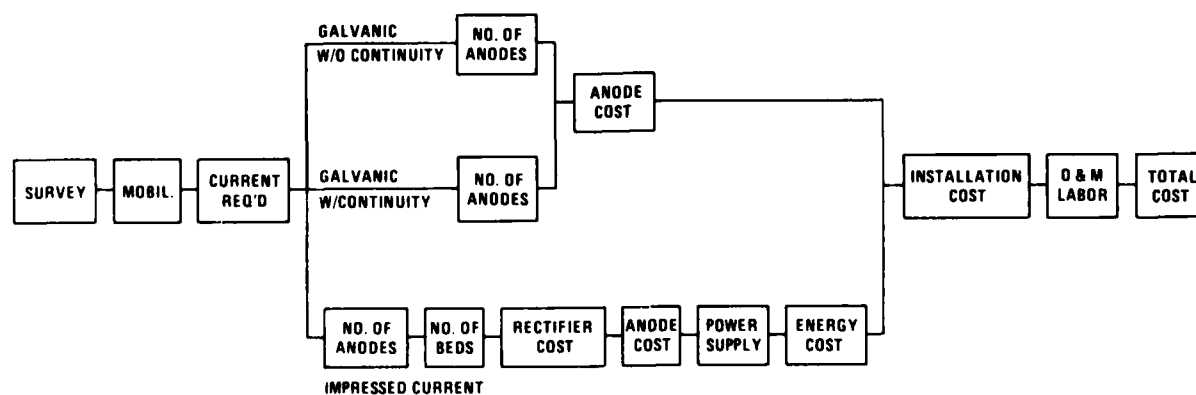 GALVANIC
W/O CONTINUITY
NO. OF
ANODES
ANODE
COST
SURVEY
MOBIL.
CURRENT
REQ'D
GALVANIC
W/CONTINUITY
NO. OF
ANODES
INSTALLATION
COST
O & M
LABOR
TOTAL
COST
NO. OF
ANODES
NO. OF
BEDS
RECTIFIER
COST
ANODE
COST
POWER
SUPPLY
ENERGY
COST
IMPRESSED CURRENT